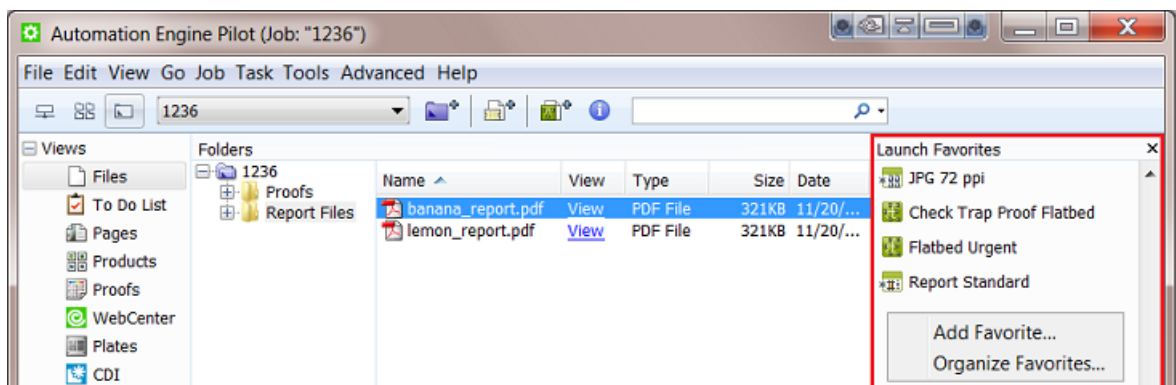 Automation Engine Pilot (Job: "1236")
File Edit View Go Job Task Tools Advanced Help
1236
Views
Files
To Do List
Pages
Products
Proofs
WebCenter
Plates
CDI
Folders
1236
Proofs
Report Files
Name View Type Size Date
banana_report.pdf View PDF File 321KB 11/20/...
lemon_report.pdf View PDF File 321KB 11/20/...
Launch Favorites
JPG 72 ppi
Check Trap Proof Flatbed
Flatbed Urgent
Report Standard
Add Favorite...
Organize Favorites...